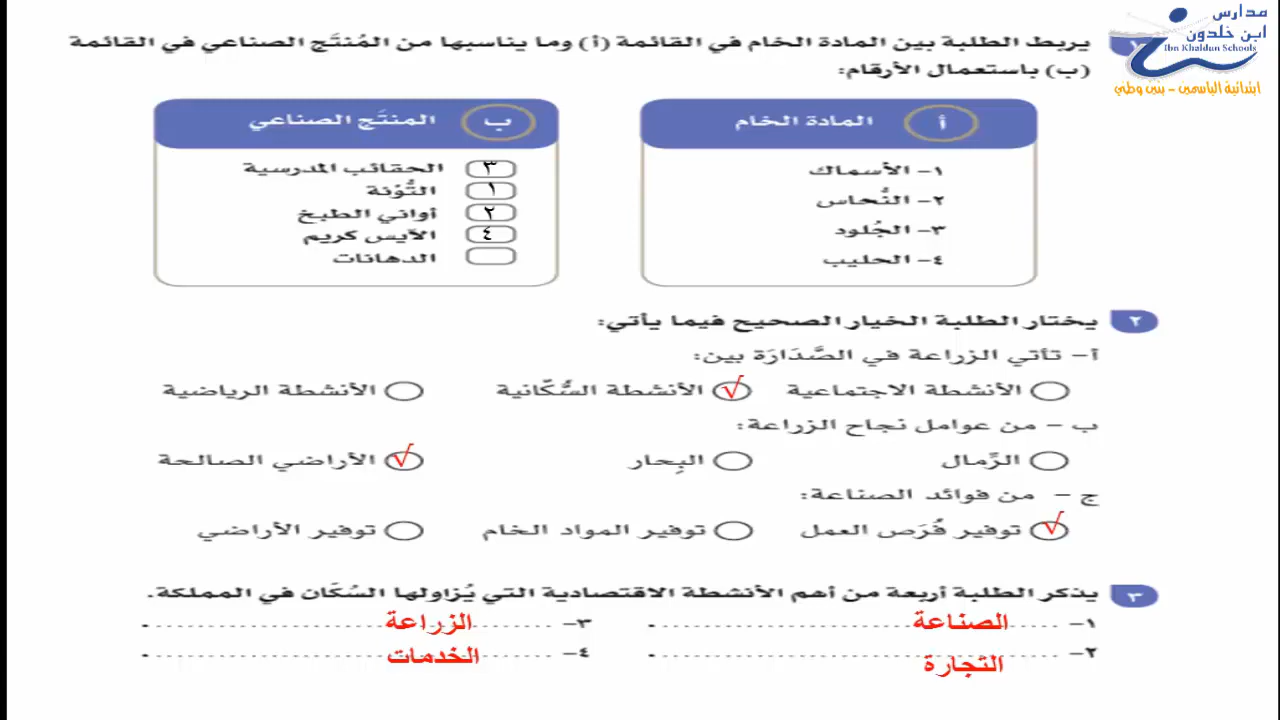 مدارس
ابن خلدون
Ibn Khaldun Schools
ابتدائية الياسمين - بنين وطني
يربط الطلبة بين المادة الخام في القائمة (أ) وما يناسبها من المُنتَج الصناعي في القائمة
(ب) باستعمال الأرقام:
أ المادة الخام
١- الأسماك
٢- النُّحاس
٣- الجُلود
٤- الحليب
ب المنتَج الصناعي
٣ الحقائب المدرسية
١ التُّوْنة
٢ أواني الطبخ
٤ الآيس كريم
الدهانات
٢ يختار الطلبة الخيار الصحيح فيما يأتي:
أ- تأتي الزراعة في الصَّدَارَة بين:
الأنشطة الاجتماعية √ الأنشطة السُّكّانية الأنشطة الرياضية
ب - من عوامل نجاح الزراعة:
الرِّمال البِحار √ الأراضي الصالحة
ج - من فوائد الصناعة:
√ توفير فُرَص العمل توفير المواد الخام توفير الأراضي
٣ يذكر الطلبة أربعة من أهم الأنشطة الاقتصادية التي يُزاولها السُكَان في المملكة.
١- الصناعة ٣- الزراعة
٢- التجارة ٤- الخدمات